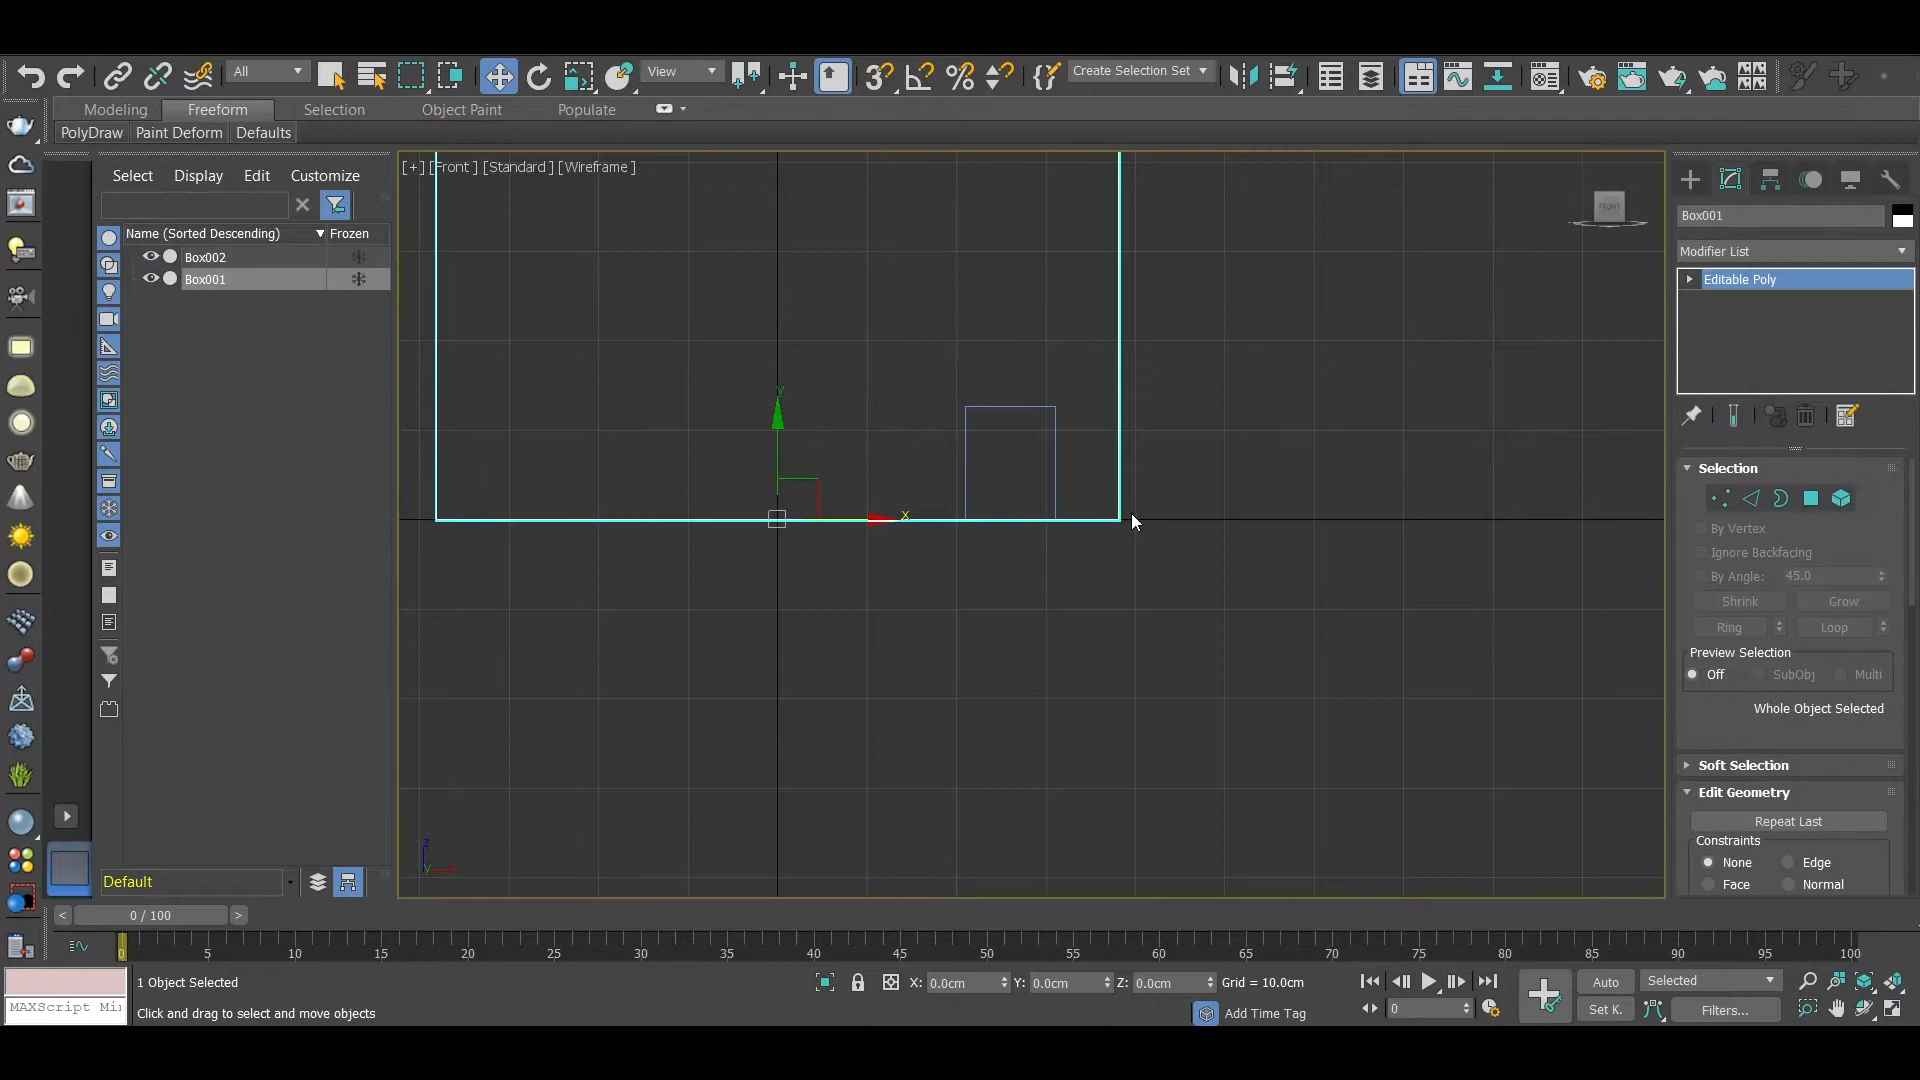 All
View
Create Selection Set
Modeling
Freeform
Selection
Object Paint
Populate
PolyDraw
Paint Deform
Defaults
Select
Display
Edit
Customize
Name (Sorted Descending)
Frozen
Box002
Box001
Default
[+] [Front ] [Standard ] [Wireframe ]
FRONT
y
x
z
y
Box001
Modifier List
Editable Poly
Selection
By Vertex
Ignore Backfacing
By Angle:
45.0
Shrink
Grow
Ring
Loop
Preview Selection
Off
SubObj
Multi
Whole Object Selected
Soft Selection
Edit Geometry
Repeat Last
Constraints
None
Edge
Face
Normal
<
0 / 100
>
0
5
10
15
20
25
30
35
40
45
50
55
60
65
70
75
80
85
90
95
100
1 Object Selected
X:
0.0cm
Y:
0.0cm
Z:
0.0cm
Grid = 10.0cm
Auto
Selected
MAXScript Mi
Click and drag to select and move objects
Add Time Tag
0
Set K.
Filters...